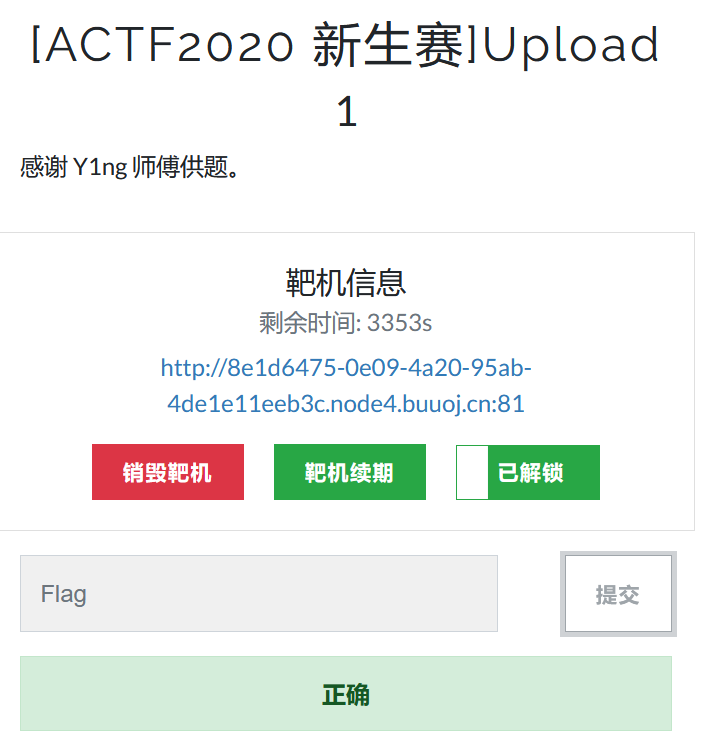 [ACTF2020 新生赛]Upload
1
感谢 Y1ng 师傅供题。
靶机信息
剩余时间: 3353s
http://8e1d6475-0e09-4a20-95ab-
4de1e11eeb3c.node4.buuoj.cn:81
销毁靶机 靶机续期 已解锁
Flag 提交
正确